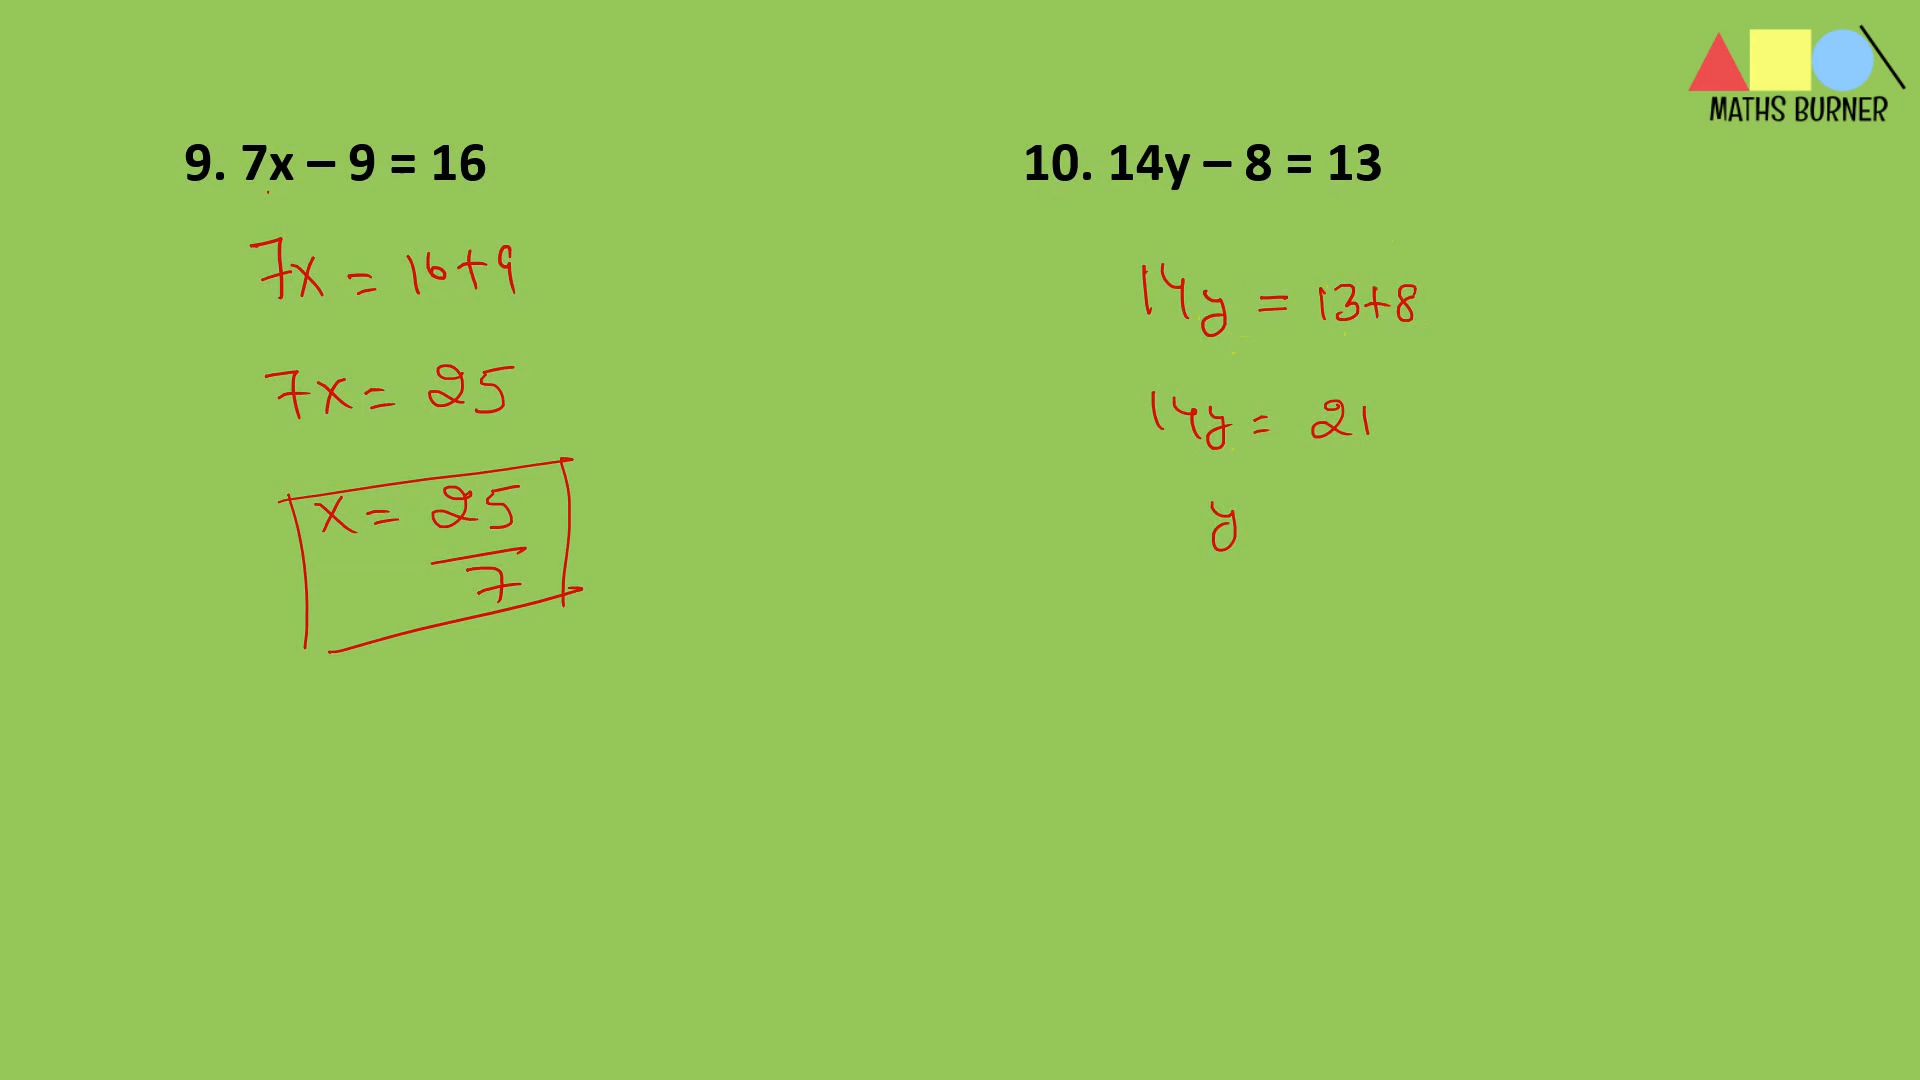 MATHS BURNER
9. 7x – 9 = 16
7x = 16+9
7x = 25
x = 25
7
10. 14y – 8 = 13
14y = 13+8
14y = 21
y